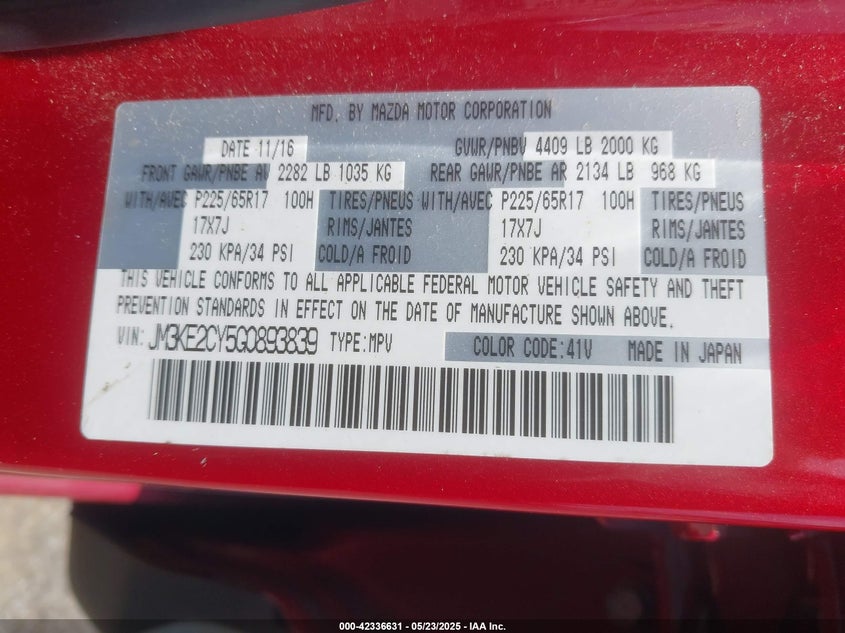 MFD. BY MAZDA MOTOR CORPORATION
DATE 11/16 GVWR/PNBV 4409 LB 2000 KG
FRONT GAWR/PNBE AV 2282 LB 1035 KG REAR GAWR/PNBE AR 2134 LB 968 KG
WITH/AVEC P225/65R17 100H TIRES/PNEUS WITH/AVEC P225/65R17 100H TIRES/PNEUS
17X7J RIMS/JANTES 17X7J RIMS/JANTES
230 KPA/34 PSI COLD/A FROID 230 KPA/34 PSI COLD/A FROID
THIS VEHICLE CONFORMS TO ALL APPLICABLE FEDERAL MOTOR VEHICLE SAFETY AND THEFT
PREVENTION STANDARDS IN EFFECT ON THE DATE OF MANUFACTURE SHOWN ABOVE.
VIN: JM3KE2CY5G0893839 TYPE:MPV COLOR CODE:41V MADE IN JAPAN
000-42336631 - 05/23/2025 - IAA Inc.